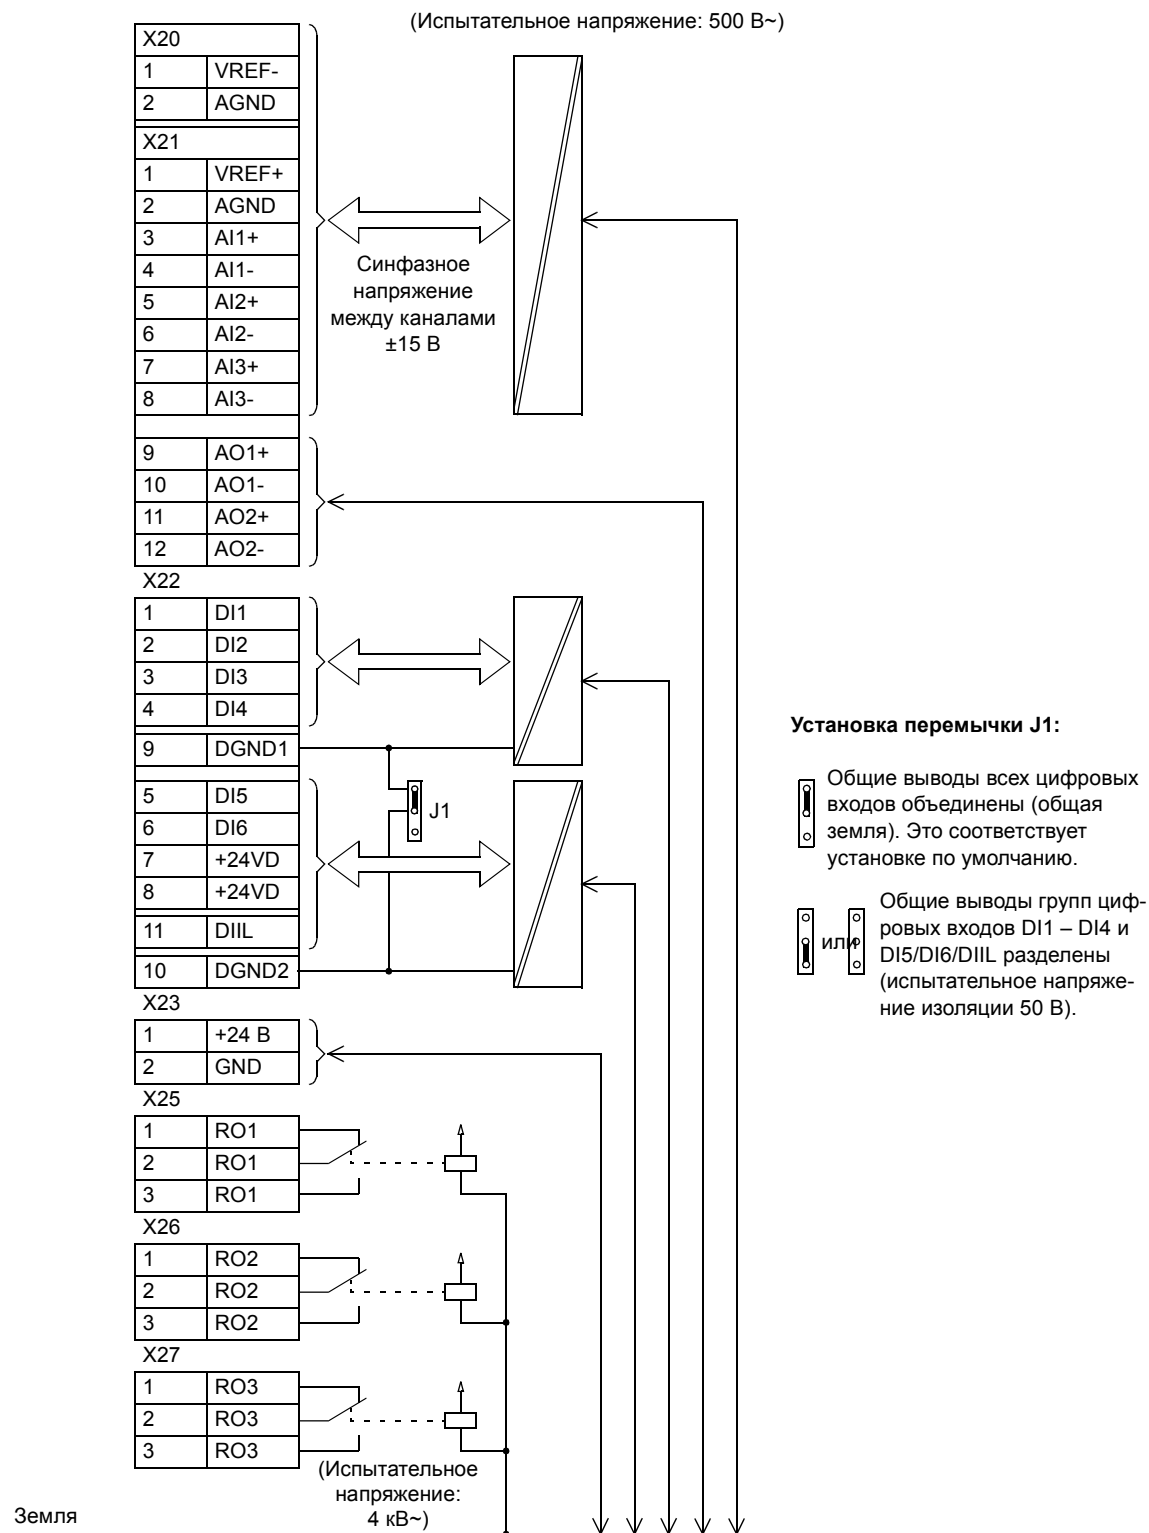 (Испытательное напряжение: 500 В~)
X20
1 VREF-
2 AGND
X21
1 VREF+
2 AGND
3 AI1+
4 AI1-
5 AI2+
6 AI2-
7 AI3+
8 AI3-
Синфазное
напряжение
между каналами
±15 В
9 AO1+
10 AO1-
11 AO2+
12 AO2-
X22
1 DI1
2 DI2
3 DI3
4 DI4
9 DGND1
5 DI5
6 DI6
7 +24VD
8 +24VD
11 DIIL
10 DGND2
J1
Установка перемычки J1:
Общие выводы всех цифровых
входов объединены (общая
земля). Это соответствует
установке по умолчанию.
или
Общие выводы групп циф-
ровых входов DI1 – DI4 и
DI5/DI6/DIIL разделены
(испытательное напряже-
ние изоляции 50 В).
X23
1 +24 В
2 GND
X25
1 RO1
2 RO1
3 RO1
X26
1 RO2
2 RO2
3 RO2
X27
1 RO3
2 RO3
3 RO3
(Испытательное
напряжение:
4 кВ~)
Земля